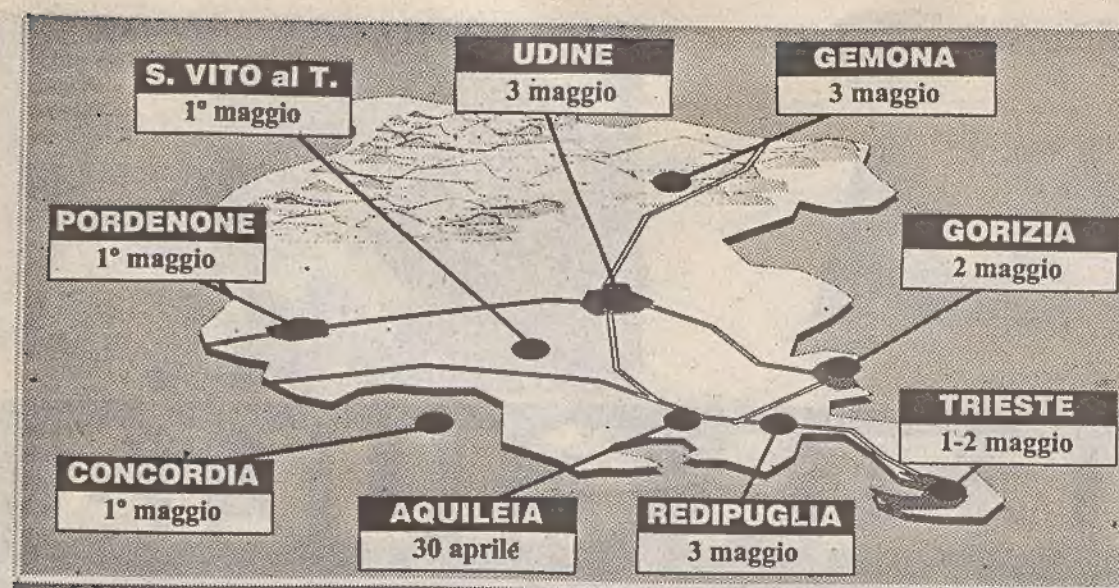 UDINE
3 maggio
GEMONA
3 maggio
S. VITO al T.
1° maggio
PORDENONE
1° maggio
GORIZIA
2 maggio
TRIESTE
1-2 maggio
CONCORDIA
1° maggio
AQUILEIA
30 aprile
REDIPUGLIA
3 maggio